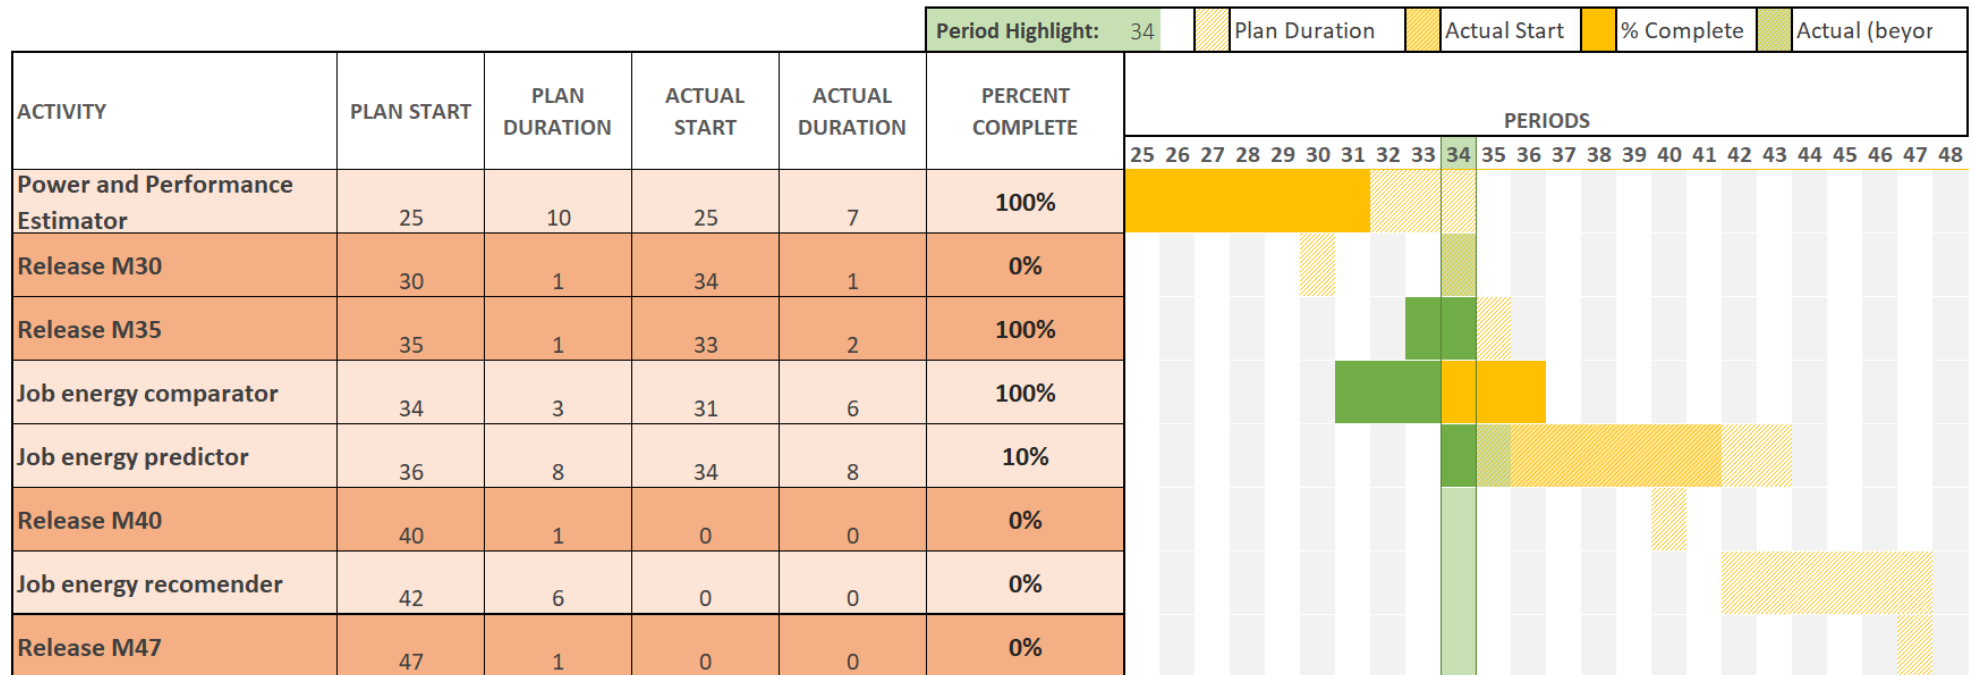 Period Highlight: 34 Plan Duration Actual Start % Complete Actual (beyor
ACTIVITY PLAN START PLAN DURATION ACTUAL START ACTUAL DURATION PERCENT COMPLETE PERIODS
25 26 27 28 29 30 31 32 33 34 35 36 37 38 39 40 41 42 43 44 45 46 47 48
Power and Performance
Estimator 25 10 25 7 100%
Release M30 30 1 34 1 0%
Release M35 35 1 33 2 100%
Job energy comparator 34 3 31 6 100%
Job energy predictor 36 8 34 8 10%
Release M40 40 1 0 0 0%
Job energy recomender 42 6 0 0 0%
Release M47 47 1 0 0 0%